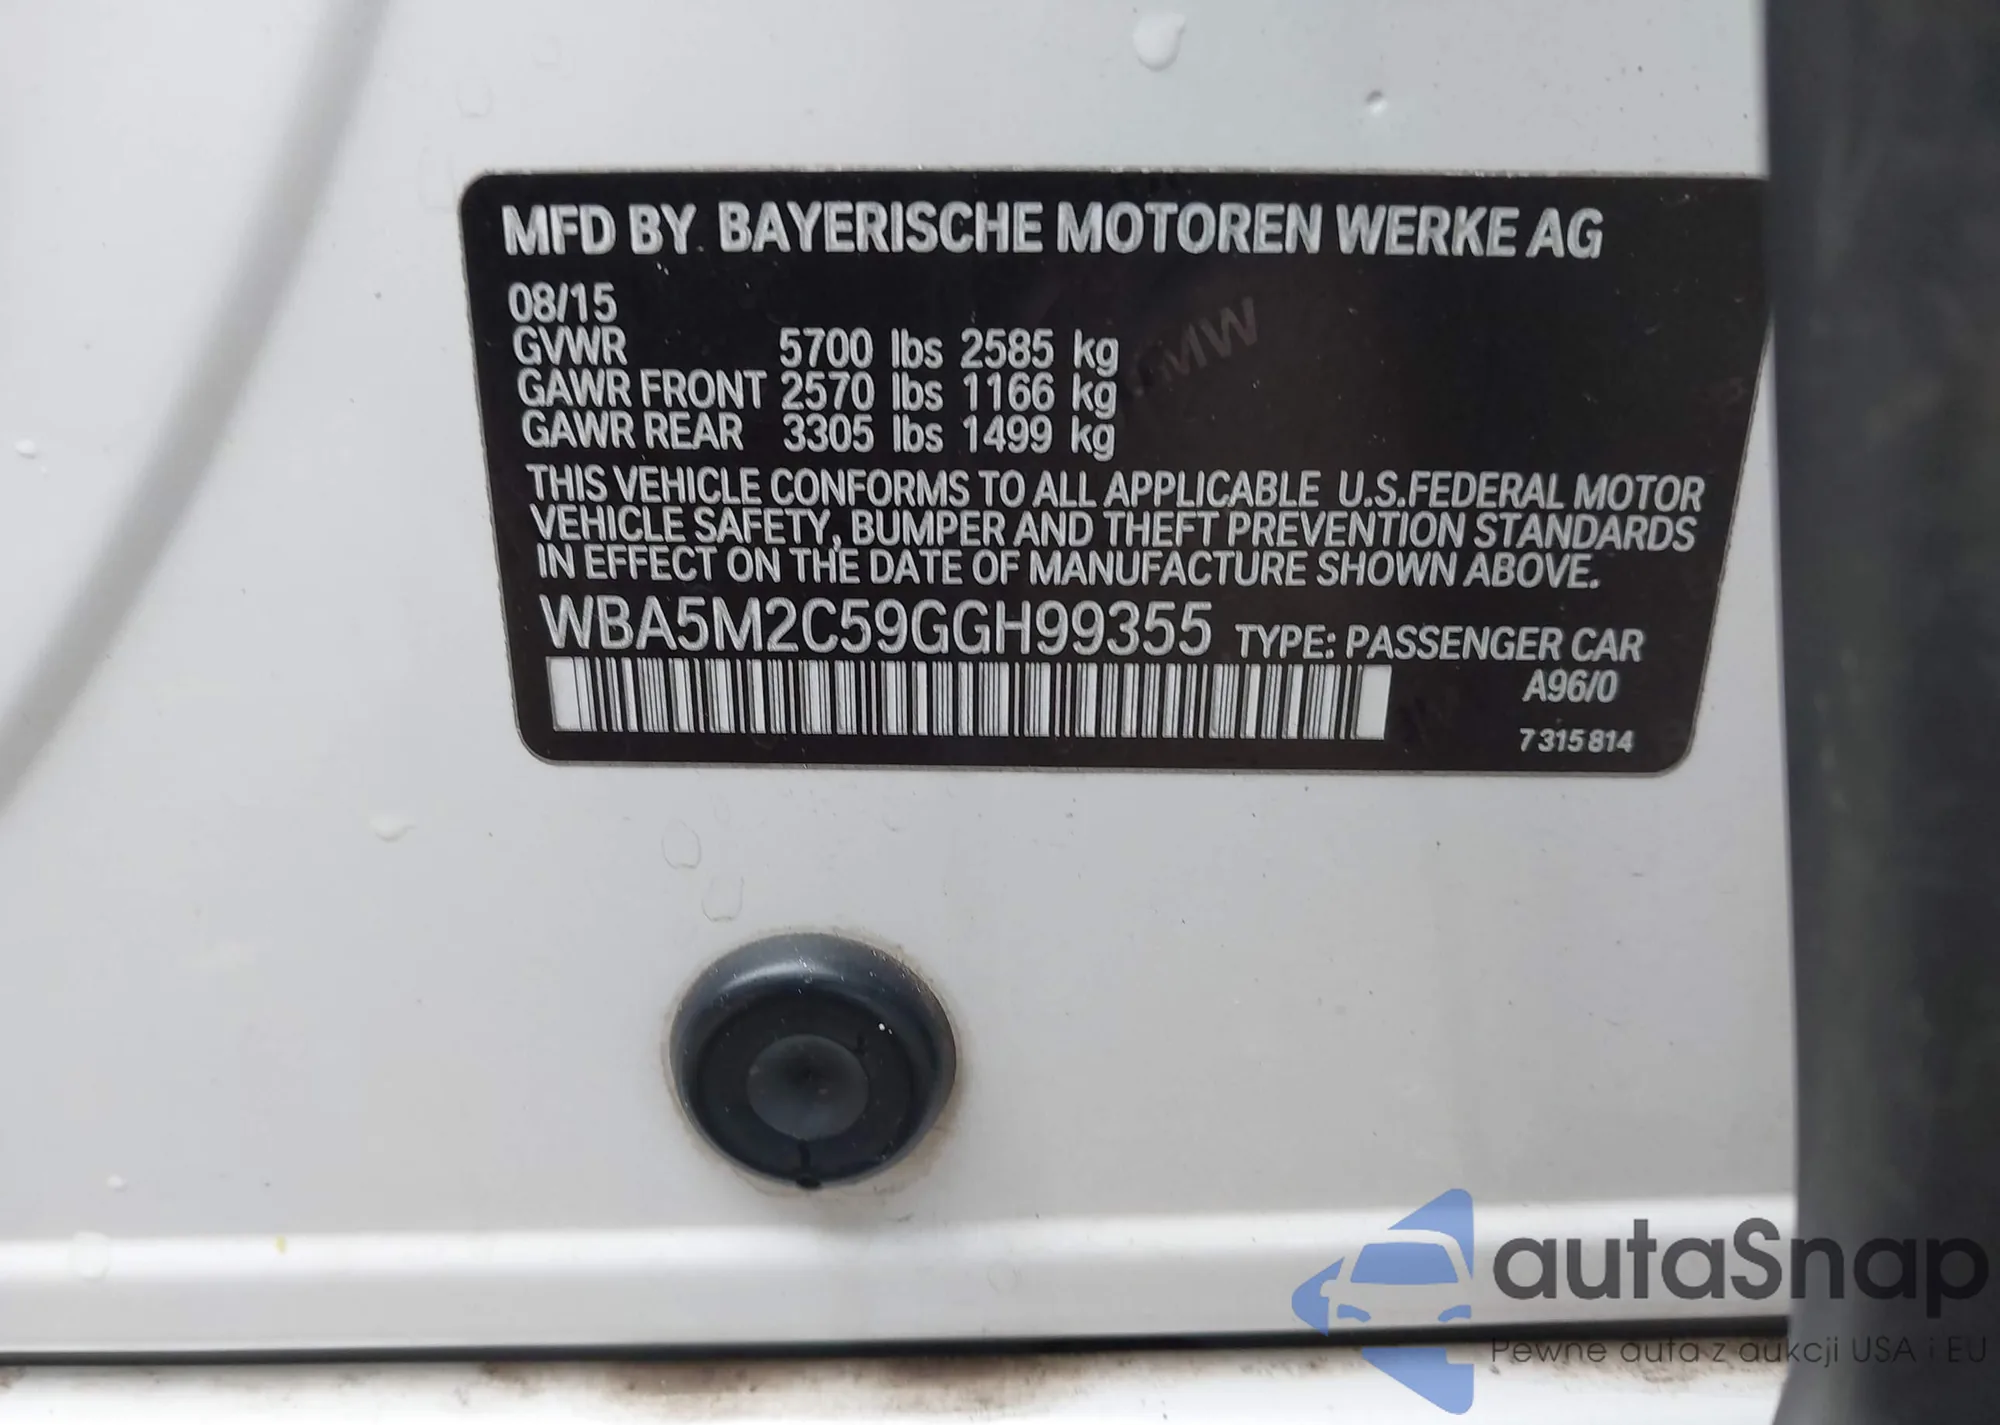 MFD BY BAYERISCHE MOTOREN WERKE AG
08/15
GVWR 5700 lbs 2585 kg
GAWR FRONT 2570 lbs 1166 kg
GAWR REAR 3305 lbs 1499 kg
THIS VEHICLE CONFORMS TO ALL APPLICABLE U.S.FEDERAL MOTOR
VEHICLE SAFETY, BUMPER AND THEFT PREVENTION STANDARDS
IN EFFECT ON THE DATE OF MANUFACTURE SHOWN ABOVE.
WBA5M2C59GGH99355 TYPE: PASSENGER CAR
A96/0
7 315 814
autaSnap
Pewne auta z aukcji USA i EU